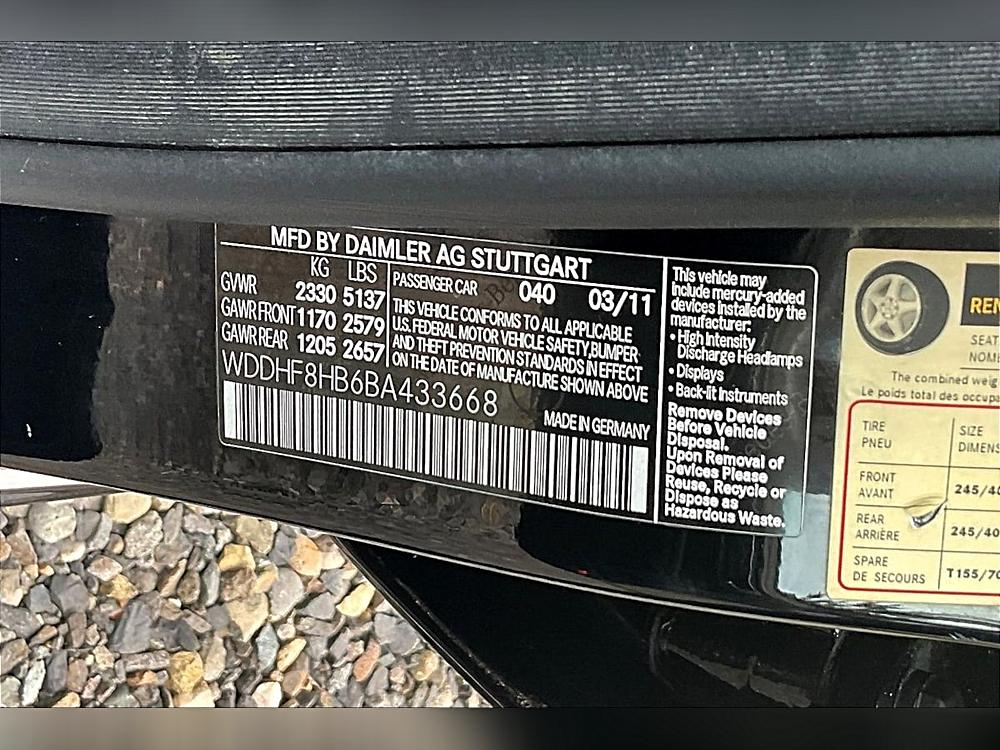 MFD BY DAIMLER AG STUTTGART
KG LBS
GVWR 2330 5137
GAWR FRONT 1170 2579
GAWR REAR 1205 2657
PASSENGER CAR 040 03/11
THIS VEHICLE CONFORMS TO ALL APPLICABLE
U.S. FEDERAL MOTOR VEHICLE SAFETY, BUMPER
AND THEFT PREVENTION STANDARDS IN EFFECT
ON THE DATE OF MANUFACTURE SHOWN ABOVE
WDDHF8HB6BA433668
MADE IN GERMANY
This vehicle may
include mercury-added
devices installed by the
manufacturer:
• High Intensity
Discharge Headlamps
• Displays
• Back-lit Instruments
Remove Devices
Before Vehicle
Disposal.
Upon Removal of
Devices Please
Reuse, Recycle or
Dispose as
Hazardous Waste.
SEAT
The combined
Le poids total des
TIRE
PNEU
SIZE
FRONT
AVANT
245/40
REAR
ARRIÈRE
245/40
SPARE
DE SECOURS
T155/70